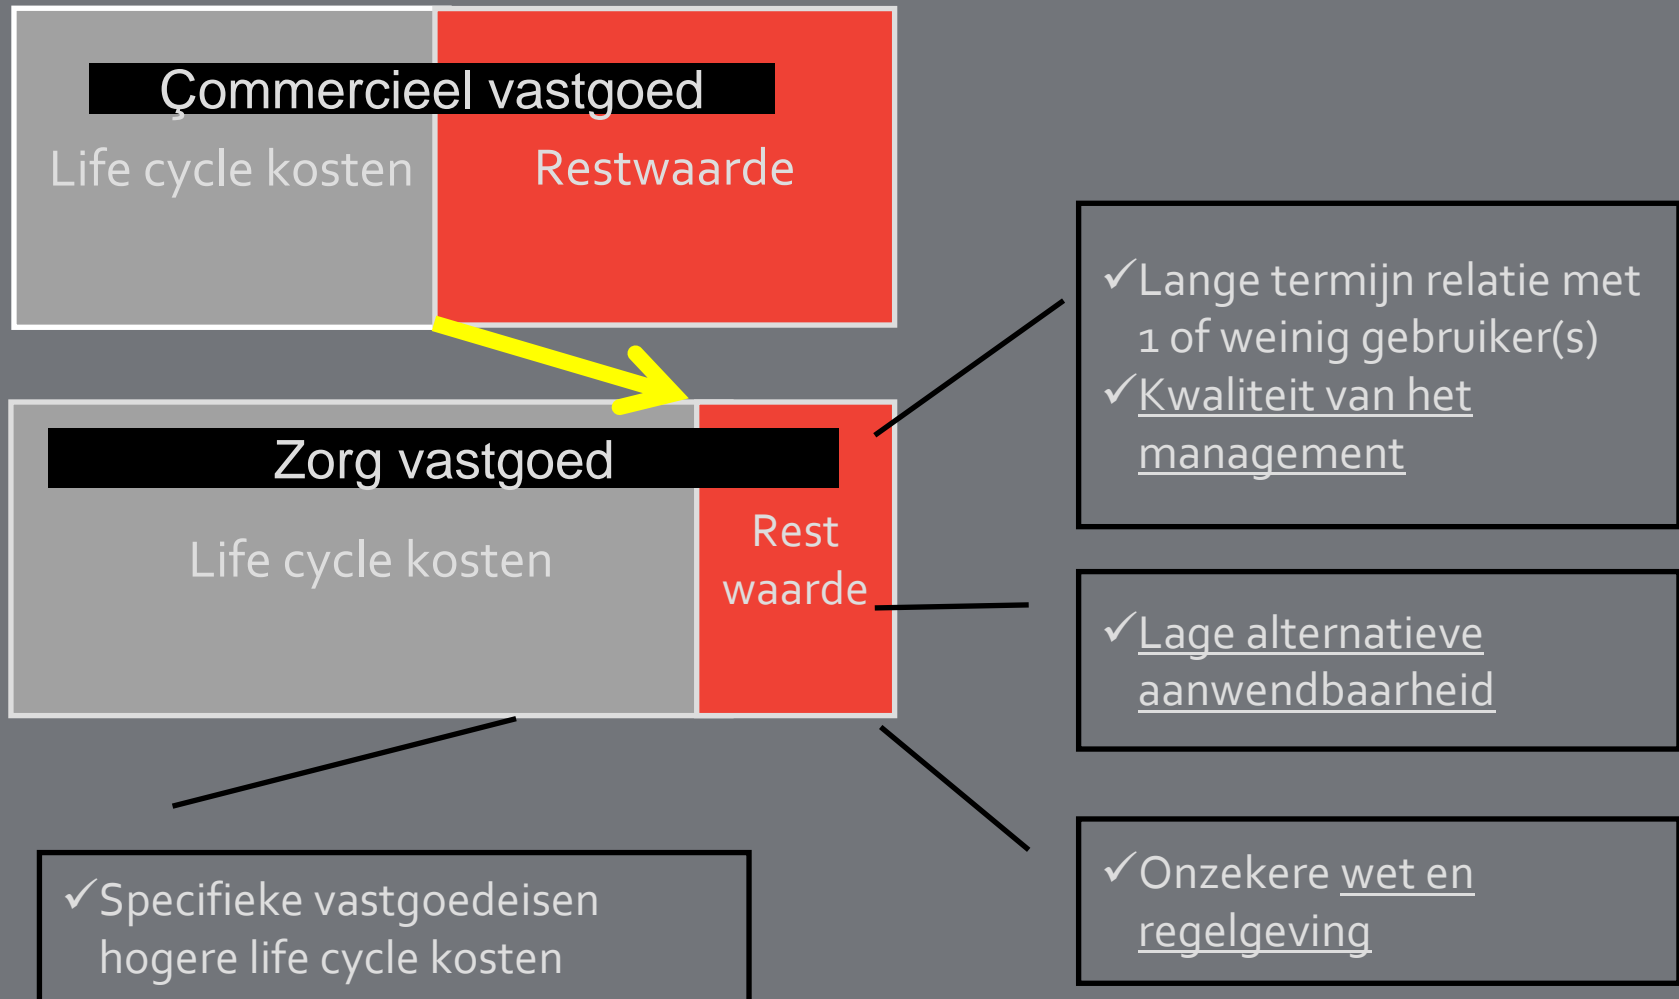 Çommercieel vastgoed
Life cycle kosten
Restwaarde
Zorg vastgoed
Life cycle kosten
Rest
waarde
✓Lange termijn relatie met
1 of weinig gebruiker(s)
✓Kwaliteit van het
management
✓Lage alternatieve
aanwendbaarheid
✓Onzekere wet en
regelgeving
✓Specifieke vastgoedeisen
hogere life cycle kosten